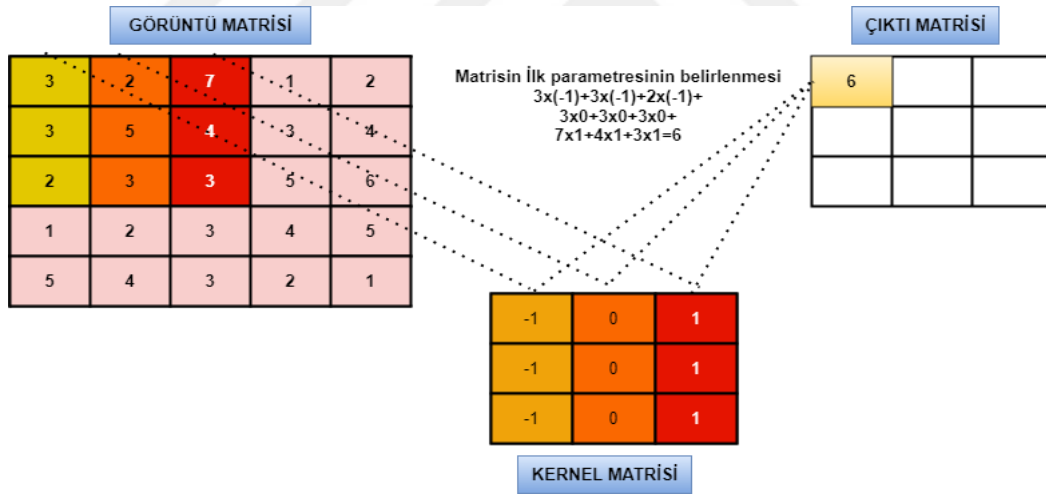 GÖRÜNTÜ MATRİSİ
ÇIKTI MATRİSİ
3 2 7 1 2
3 5 4 3 4
2 3 3 5 6
1 2 3 4 5
5 4 3 2 1
Matrisin İlk parametresinin belirlenmesi
3x(-1)+3x(-1)+2x(-1)+
3x0+3x0+3x0+
7x1+4x1+3x1=6
6
-1 0 1
-1 0 1
-1 0 1
KERNEL MATRİSİ